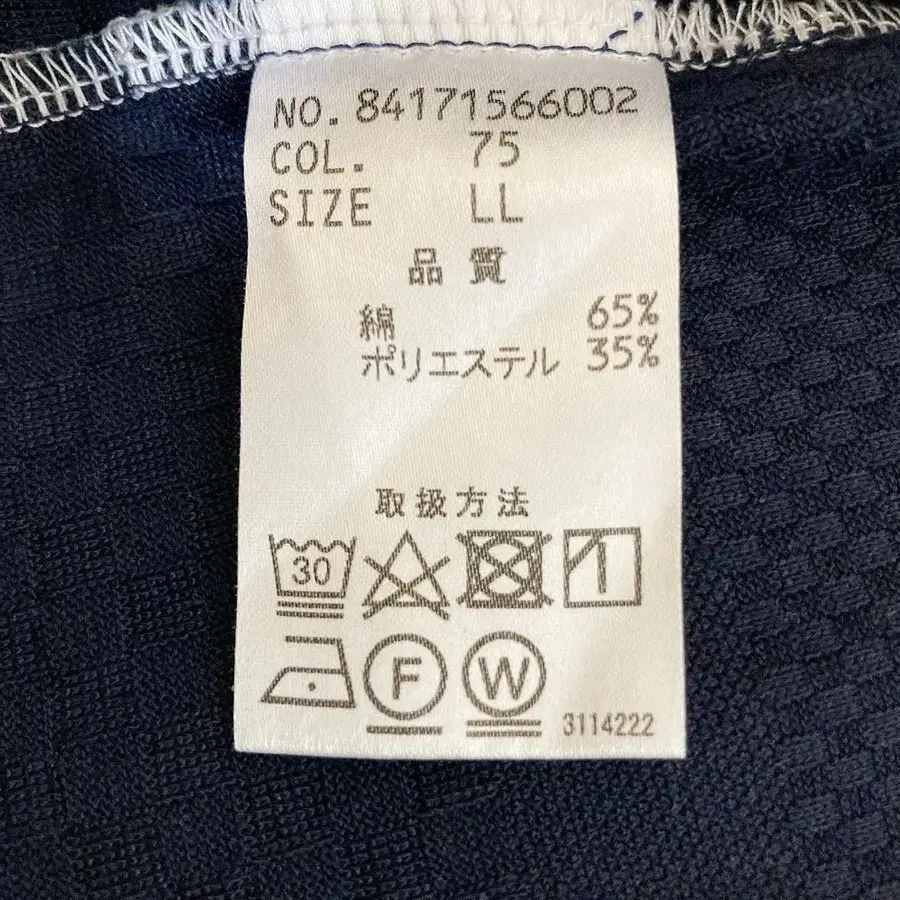 NO. 84171566002
COL. 75
SIZE LL
品質
綿 65%
ポリエステル 35%
取扱方法
30
F W
3114222